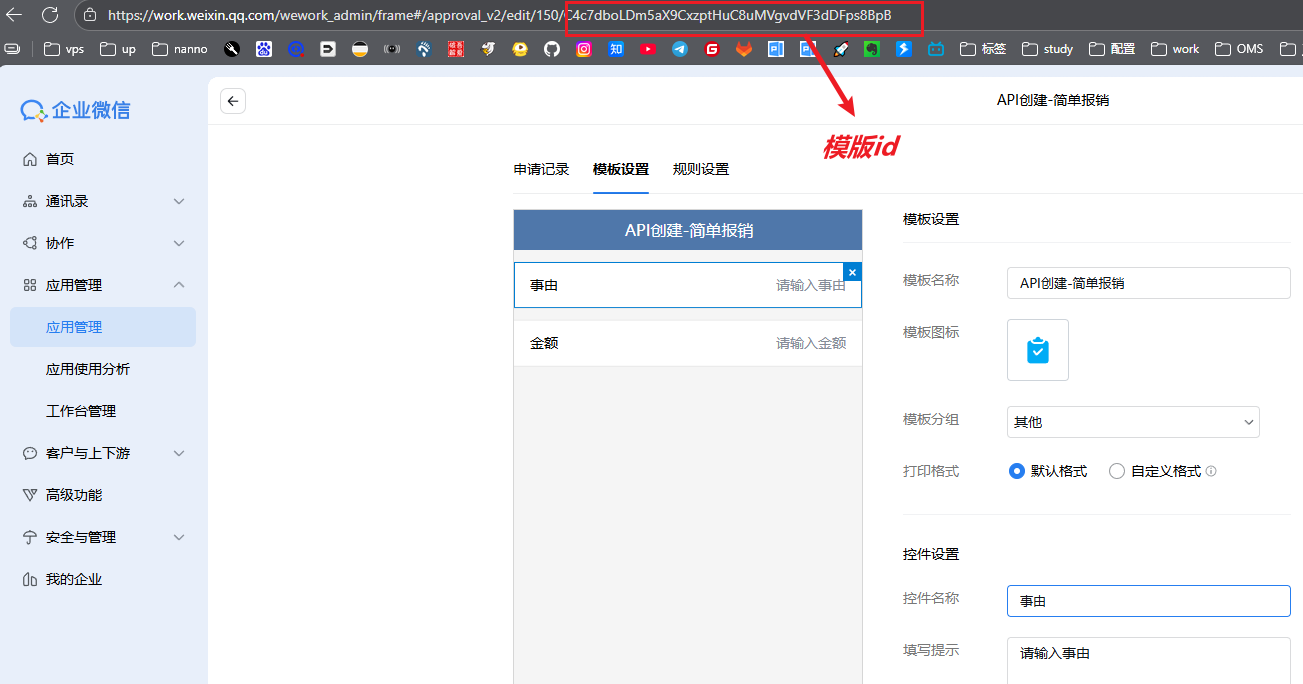 https://work.weixin.qq.com/wework_admin/frame#/approval_v2/edit/150/C4c7dboLDm5aX9CxzptHuC8uMVgvdVF3dDFps8BpB
vps up nanno 知 标签 study 配置 work OMS
模版id
企业微信
API创建-简单报销
首页
通讯录
协作
应用管理
应用管理
应用使用分析
工作台管理
客户与上下游
高级功能
安全与管理
我的企业
申请记录 模板设置 规则设置
API创建-简单报销
事由 请输入事由
金额 请输入金额
模板设置
模板名称 API创建-简单报销
模板图标
模板分组 其他
打印格式 默认格式 自定义格式
控件设置
控件名称 事由
填写提示 请输入事由